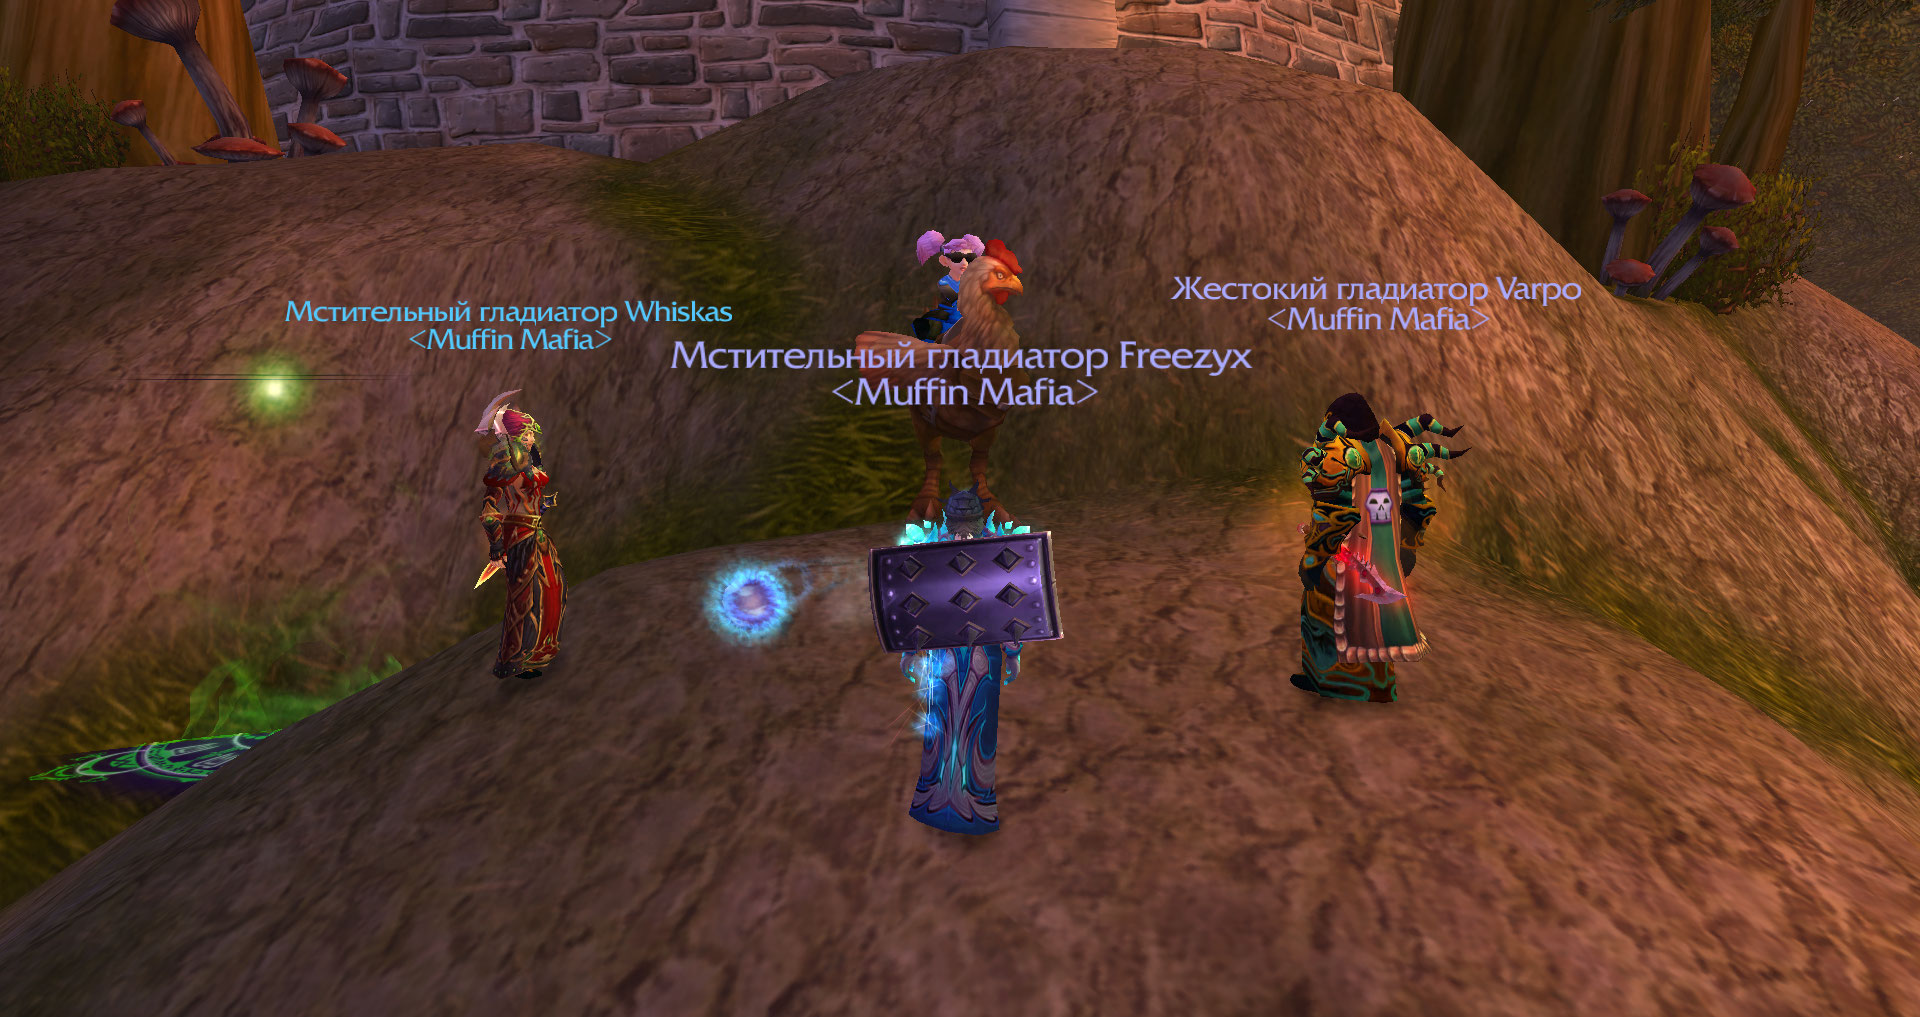 Мстительный гладиатор Whiskas
<Muffin Mafia>
Мстительный гладиатор Freezyx
<Muffin Mafia>
Жестокий гладиатор Varpo
<Muffin Mafia>